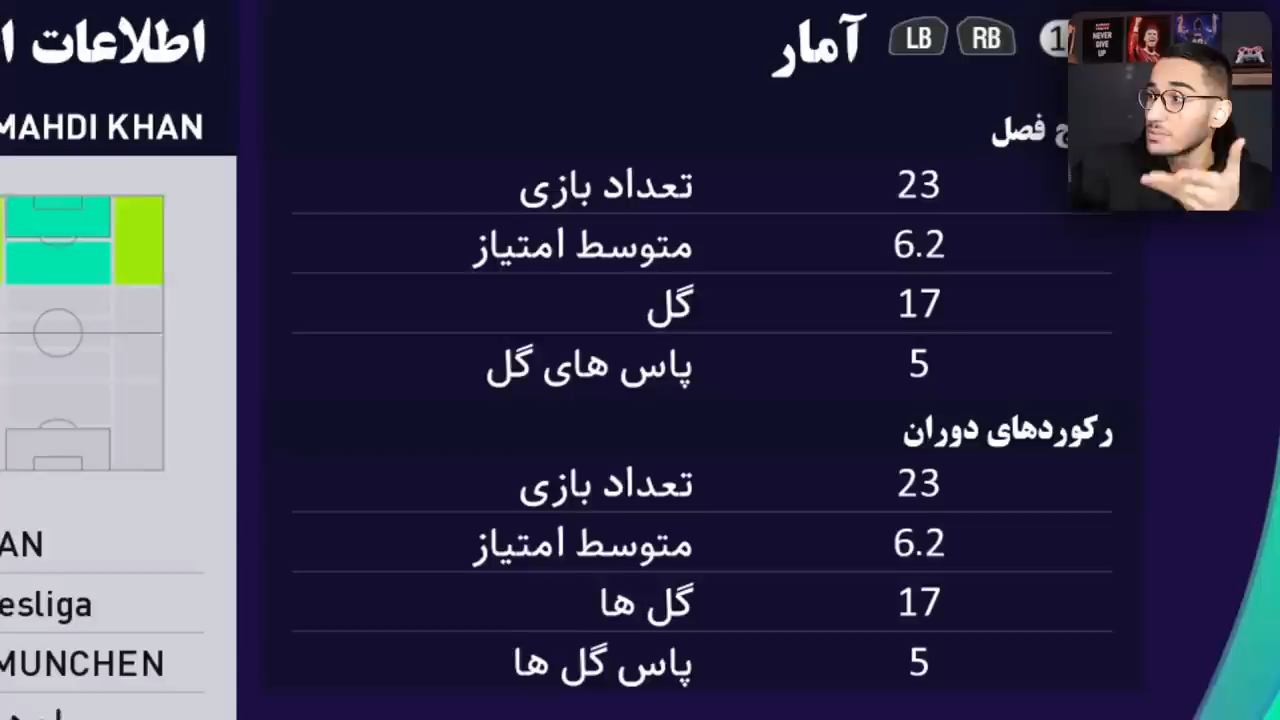 اطلاعات ا
MAHDI KHAN
AN
esliga
MUNCHEN
آمار
LB RB 1
ج فصل
تعداد بازی 23
متوسط امتیاز 6.2
گل 17
پاس های گل 5
رکوردهای دوران
تعداد بازی 23
متوسط امتیاز 6.2
گل ها 17
پاس گل ها 5
NEVER
GIVE
UP